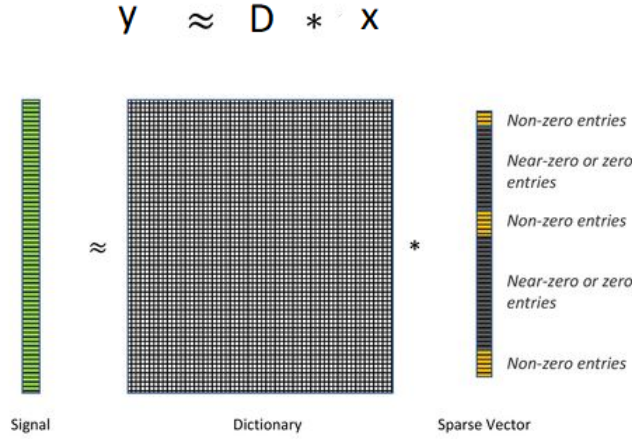 y ≈ D * x
Non-zero entries
Near-zero or zero
entries
Non-zero entries
≈
*
Near-zero or zero
entries
Non-zero entries
Signal
Dictionary
Sparse Vector